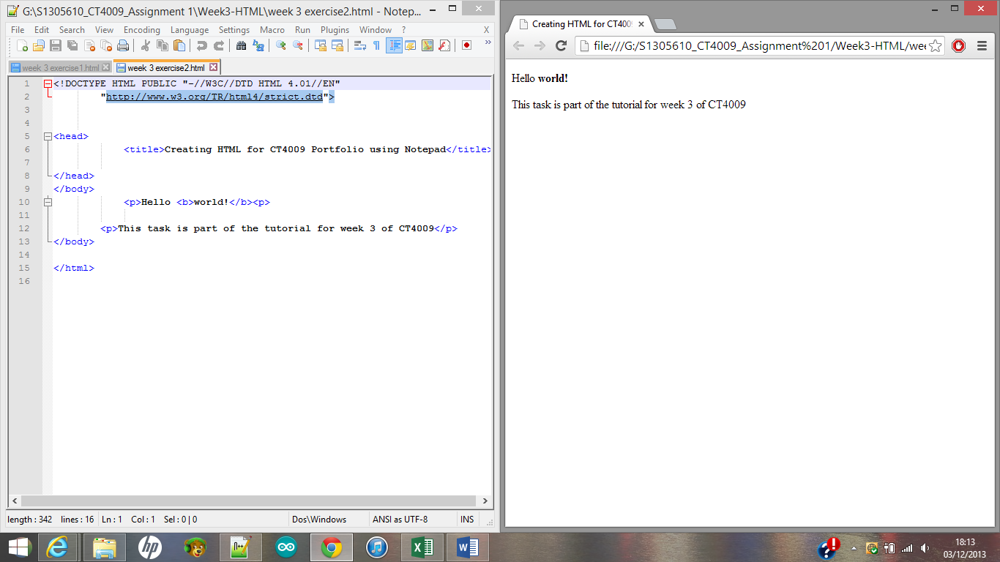 G:\S1305610_CT4009_Assignment 1\Week3-HTML\week 3 exercise2.html - Notep...
File Edit Search View Encoding Language Settings Macro Run Plugins Window ? X
week 3 exercise1.html week 3 exercise2.html
1 <!DOCTYPE HTML PUBLIC "-//W3C//DTD HTML 4.01//EN"
2 "http://www.w3.org/TR/html4/strict.dtd">
3
4
5 <head>
6 <title>Creating HTML for CT4009 Portfolio using Notepad</title>
7
8 </head>
9 </body>
10 <p>Hello <b>world!</b><p>
11
12 <p>This task is part of the tutorial for week 3 of CT4009</p>
13 </body>
14
15 </html>
16
length : 342 lines : 16 Ln : 1 Col : 1 Sel : 0 | 0 Dos\Windows ANSI as UTF-8 INS
Creating HTML for CT4009
file:///G:/S1305610_CT4009_Assignment%201/Week3-HTML/wee
Hello world!
This task is part of the tutorial for week 3 of CT4009
18:13
03/12/2013